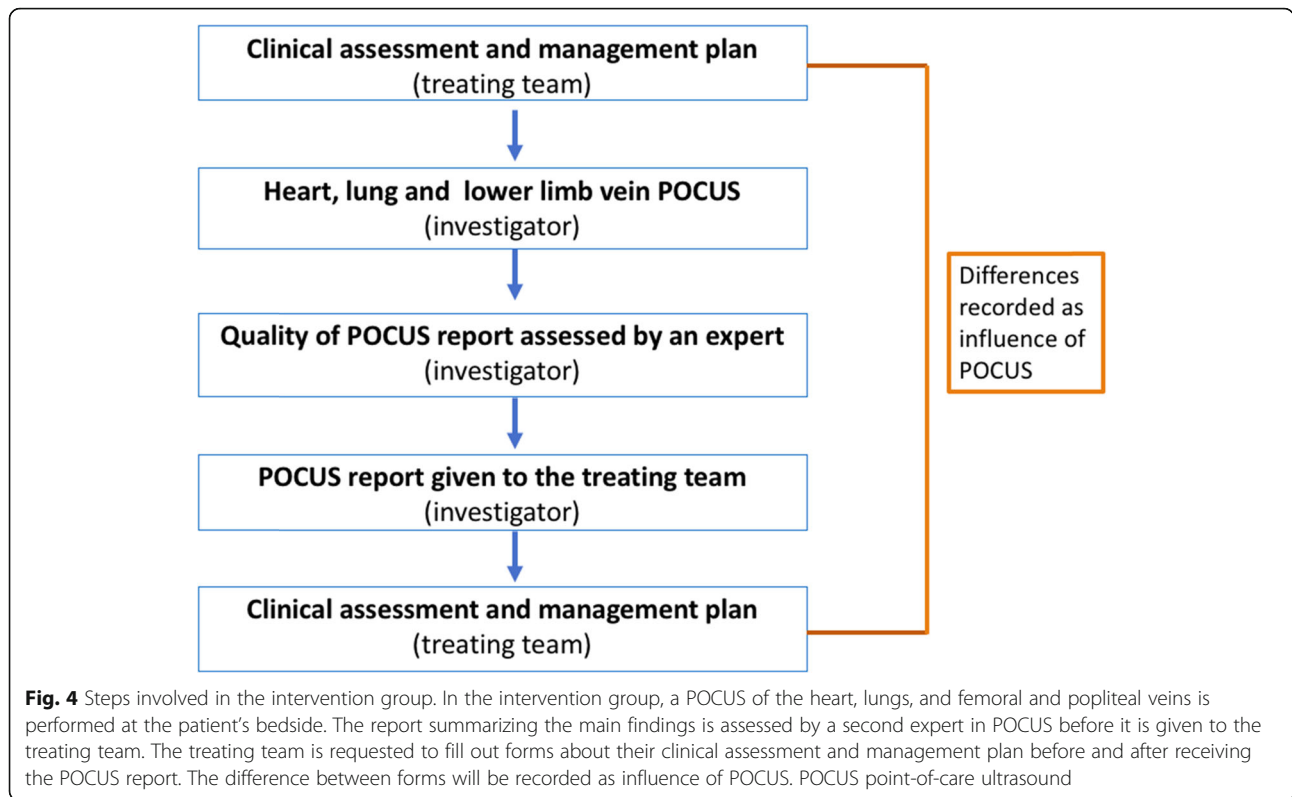 Clinical assessment and management plan
(treating team)
Heart, lung and lower limb vein POCUS
(investigator)
Quality of POCUS report assessed by an expert
(investigator)
POCUS report given to the treating team
(investigator)
Clinical assessment and management plan
(treating team)
Differences
recorded as
influence of
POCUS
Fig. 4 Steps involved in the intervention group. In the intervention group, a POCUS of the heart, lungs, and femoral and popliteal veins is
performed at the patient's bedside. The report summarizing the main findings is assessed by a second expert in POCUS before it is given to the
treating team. The treating team is requested to fill out forms about their clinical assessment and management plan before and after receiving
the POCUS report. The difference between forms will be recorded as influence of POCUS. POCUS point-of-care ultrasound